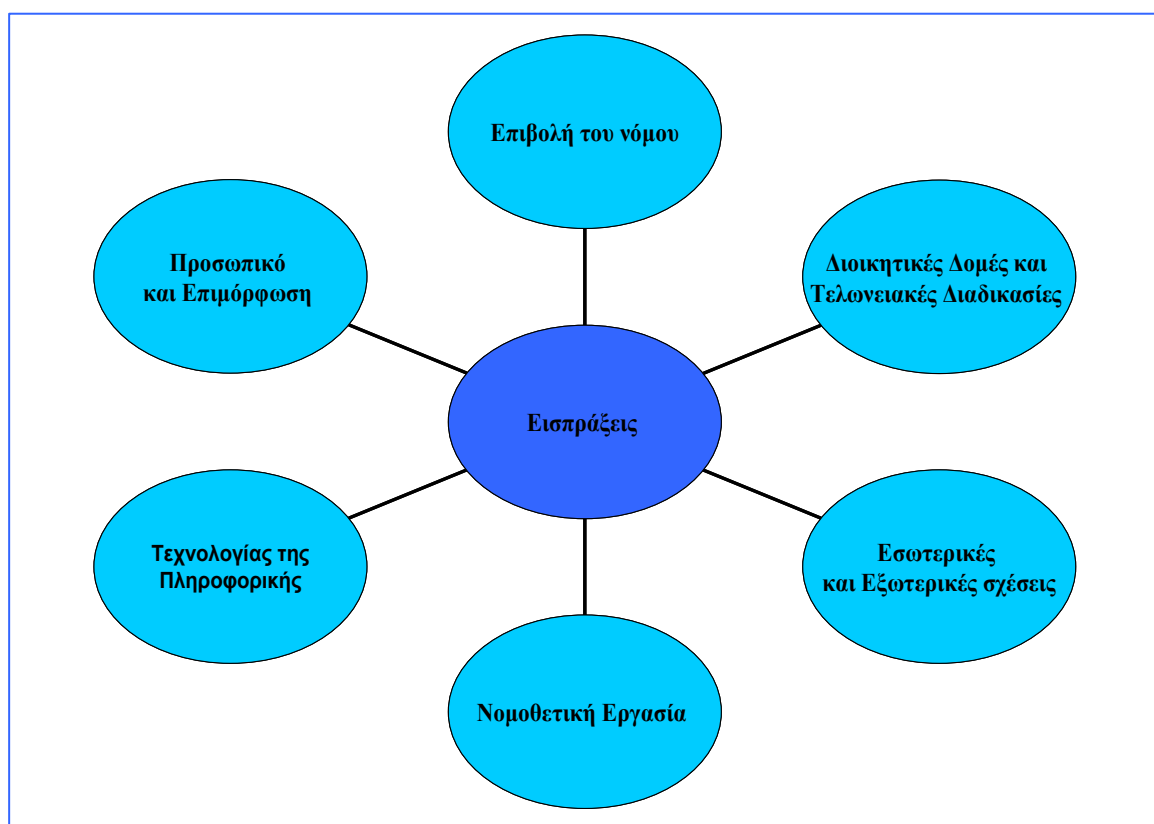 Επιβολή του νόμου
Προσωπικό
και Επιμόρφωση
Διοικητικές Δομές και
Τελωνειακές Διαδικασίες
Εισπράξεις
Τεχνολογίας της
Πληροφορικής
Εσωτερικές
και Εξωτερικές σχέσεις
Νομοθετική Εργασία